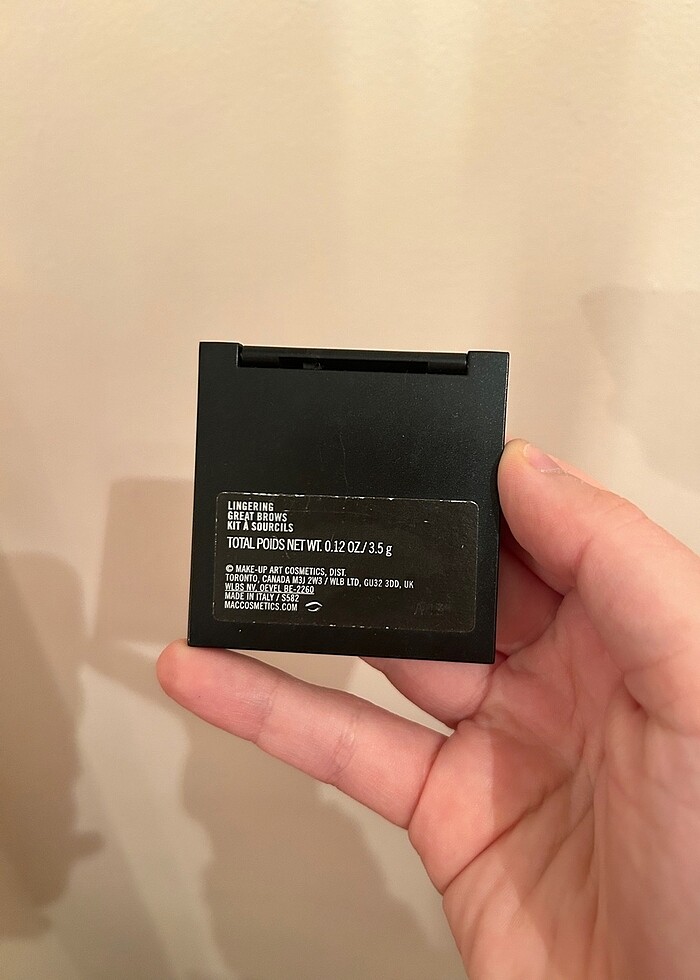 LINGERING
GREAT BROWS
KIT À SOURCILS
TOTAL POIDS NET WT. 0.12 OZ./ 3.5 g
© MAKE-UP ART COSMETICS, DIST.
TORONTO, CANADA M3J 2W3 / WLB LTD, GU32 3DD, UK
WLBS NV, OEVEL BE-2260
MADE IN ITALY / S582
MACCOSMETICS.COM